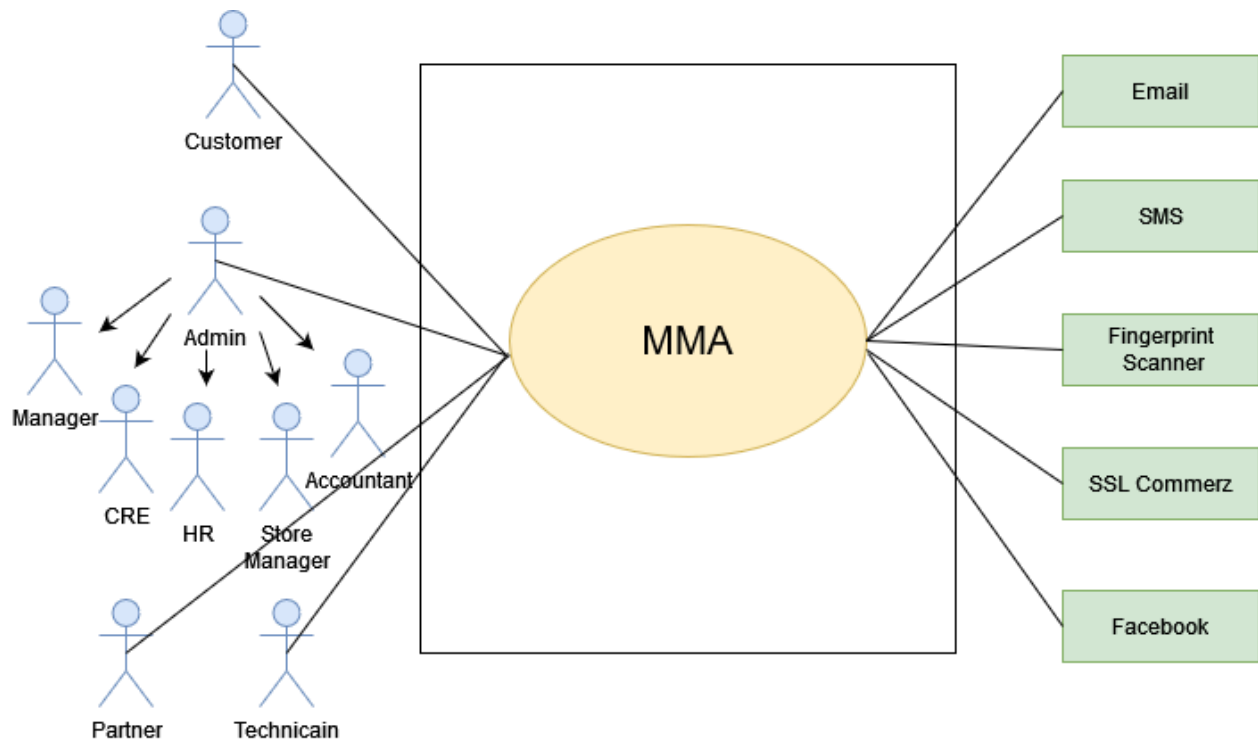 Customer
Admin
Manager
CRE
HR
Store
Manager
Accountant
Partner
Technicain
MMA
Email
SMS
Fingerprint
Scanner
SSL Commerz
Facebook